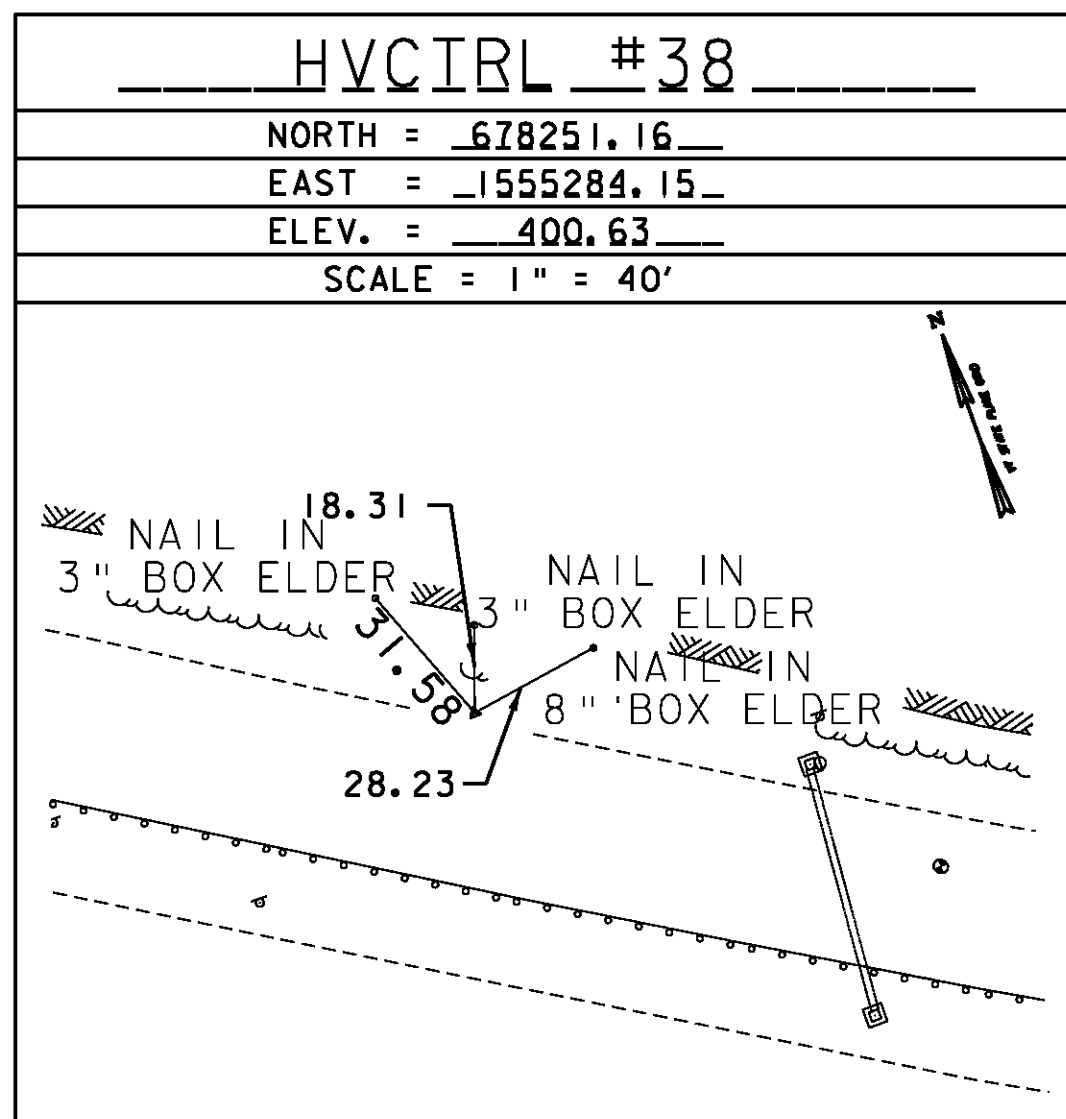 HVCTRL #38
NORTH = 678251.16
EAST = 1555284.15
ELEV. = 400.63
SCALE = 1" = 40'
N
18.31
NAIL IN
3" BOX ELDER
NAIL IN
3" BOX ELDER
31.58
NAIL IN
8" BOX ELDER
28.23